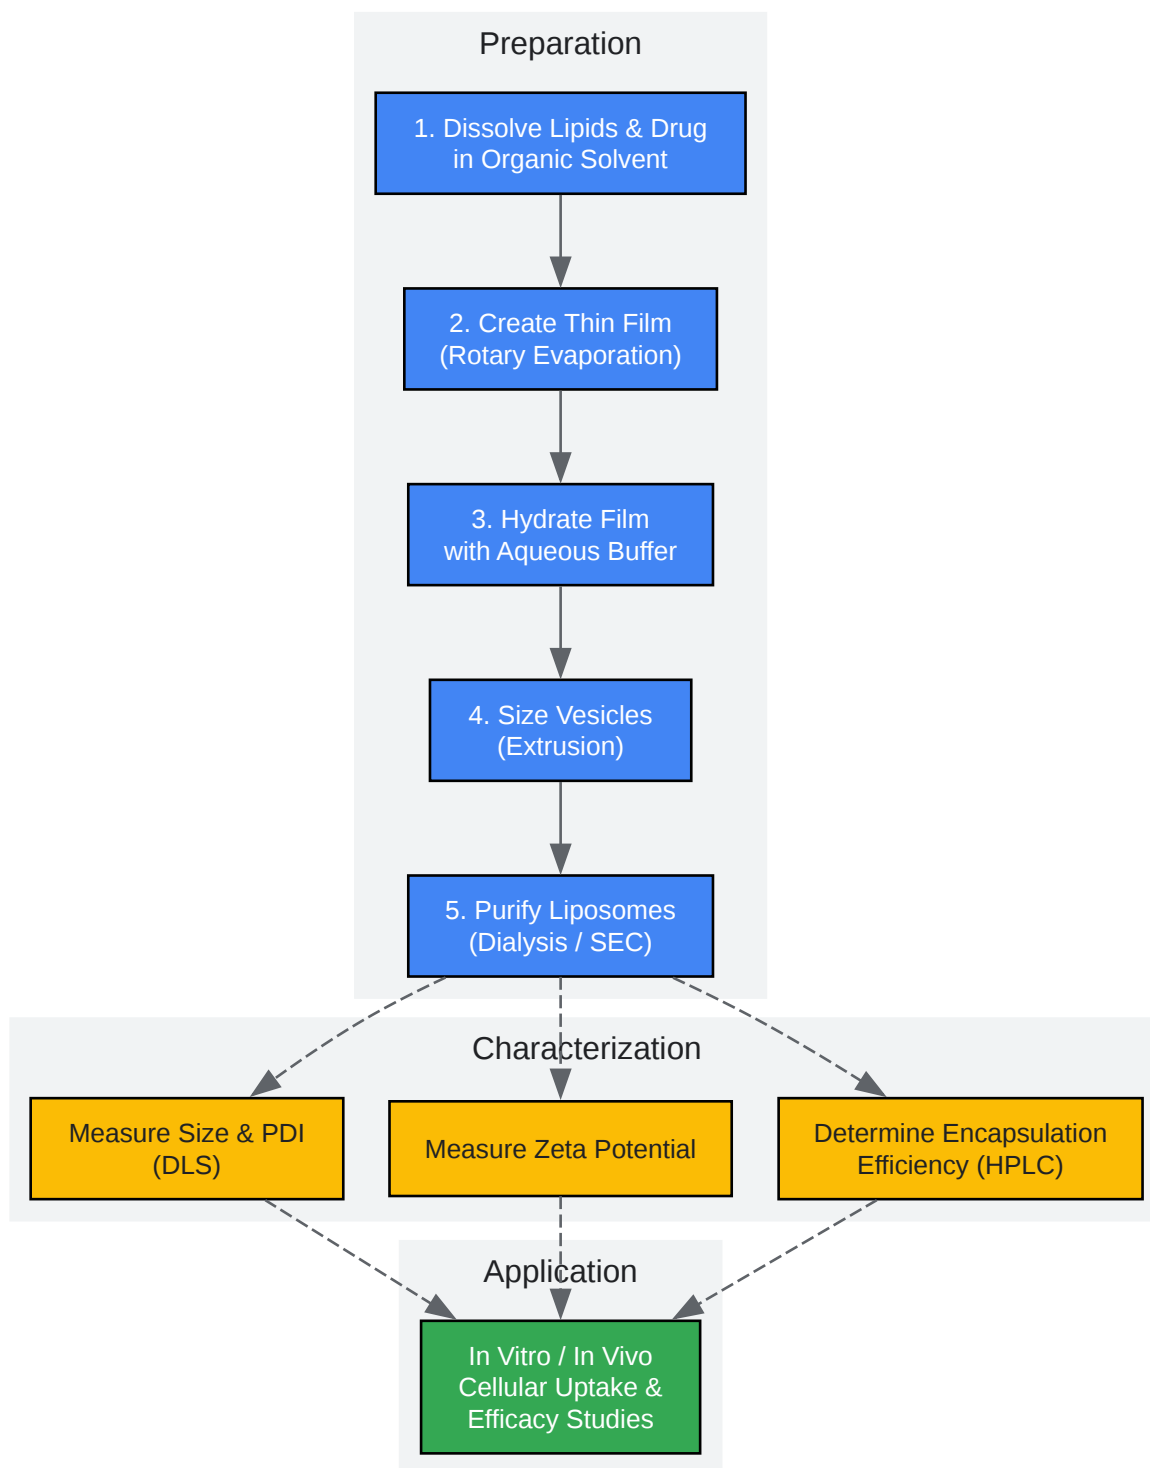 Preparation
1. Dissolve Lipids & Drug
in Organic Solvent
2. Create Thin Film
(Rotary Evaporation)
3. Hydrate Film
with Aqueous Buffer
4. Size Vesicles
(Extrusion)
5. Purify Liposomes
(Dialysis / SEC)
Characterization
Measure Size & PDI
(DLS)
Measure Zeta Potential
Determine Encapsulation
Efficiency (HPLC)
Application
In Vitro / In Vivo
Cellular Uptake &
Efficacy Studies